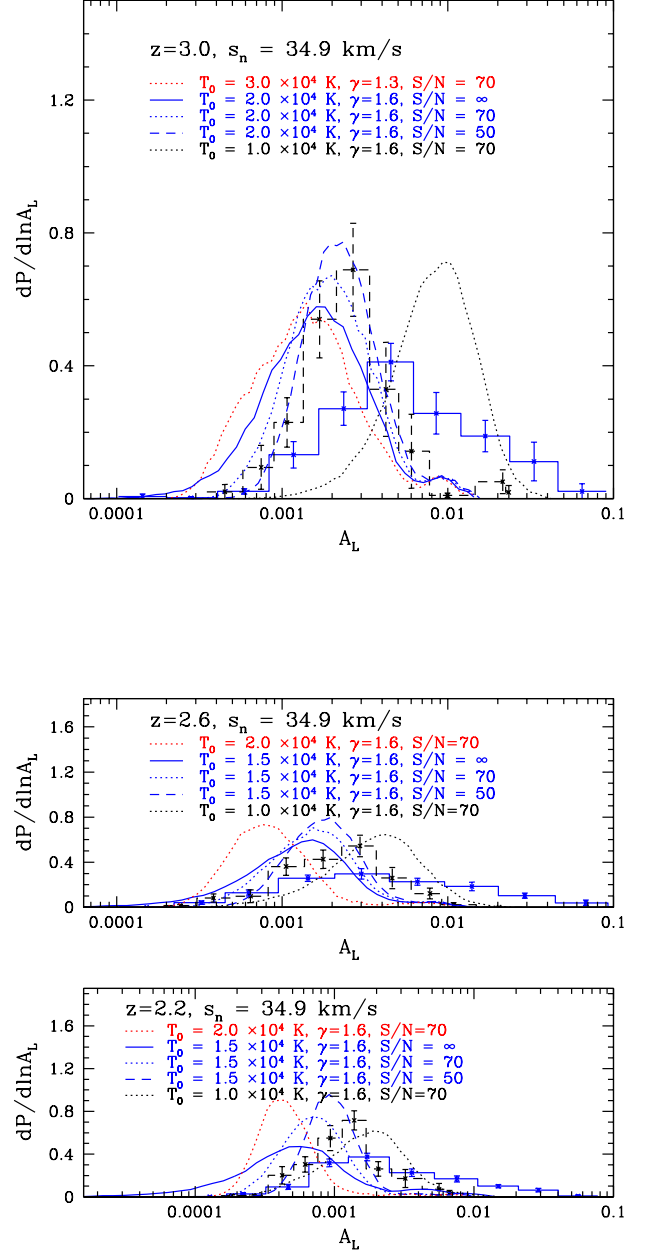 z=3.0, sₙ = 34.9 km/s
T₀ = 3.0 ×10⁴ K, γ=1.3, S/N = 70
T₀ = 2.0 ×10⁴ K, γ=1.6, S/N = ∞
T₀ = 2.0 ×10⁴ K, γ=1.6, S/N = 70
T₀ = 2.0 ×10⁴ K, γ=1.6, S/N = 50
T₀ = 1.0 ×10⁴ K, γ=1.6, S/N = 70
1.2
0.8
0.4
0
dP/dlnA_L
0.0001 0.001 0.01 0.1
A_L
z=2.6, sₙ = 34.9 km/s
T₀ = 2.0 ×10⁴ K, γ=1.6, S/N=70
T₀ = 1.5 ×10⁴ K, γ=1.6, S/N = ∞
T₀ = 1.5 ×10⁴ K, γ=1.6, S/N = 70
T₀ = 1.5 ×10⁴ K, γ=1.6, S/N = 50
T₀ = 1.0 ×10⁴ K, γ=1.6, S/N=70
1.6
1.2
0.8
0.4
0
dP/dlnA_L
0.0001 0.001 0.01 0.1
A_L
z=2.2, sₙ = 34.9 km/s
T₀ = 2.0 ×10⁴ K, γ=1.6, S/N=70
T₀ = 1.5 ×10⁴ K, γ=1.6, S/N = ∞
T₀ = 1.5 ×10⁴ K, γ=1.6, S/N = 70
T₀ = 1.5 ×10⁴ K, γ=1.6, S/N = 50
T₀ = 1.0 ×10⁴ K, γ=1.6, S/N=70
1.6
1.2
0.8
0.4
0
dP/dlnA_L
0.0001 0.001 0.01 0.1
A_L